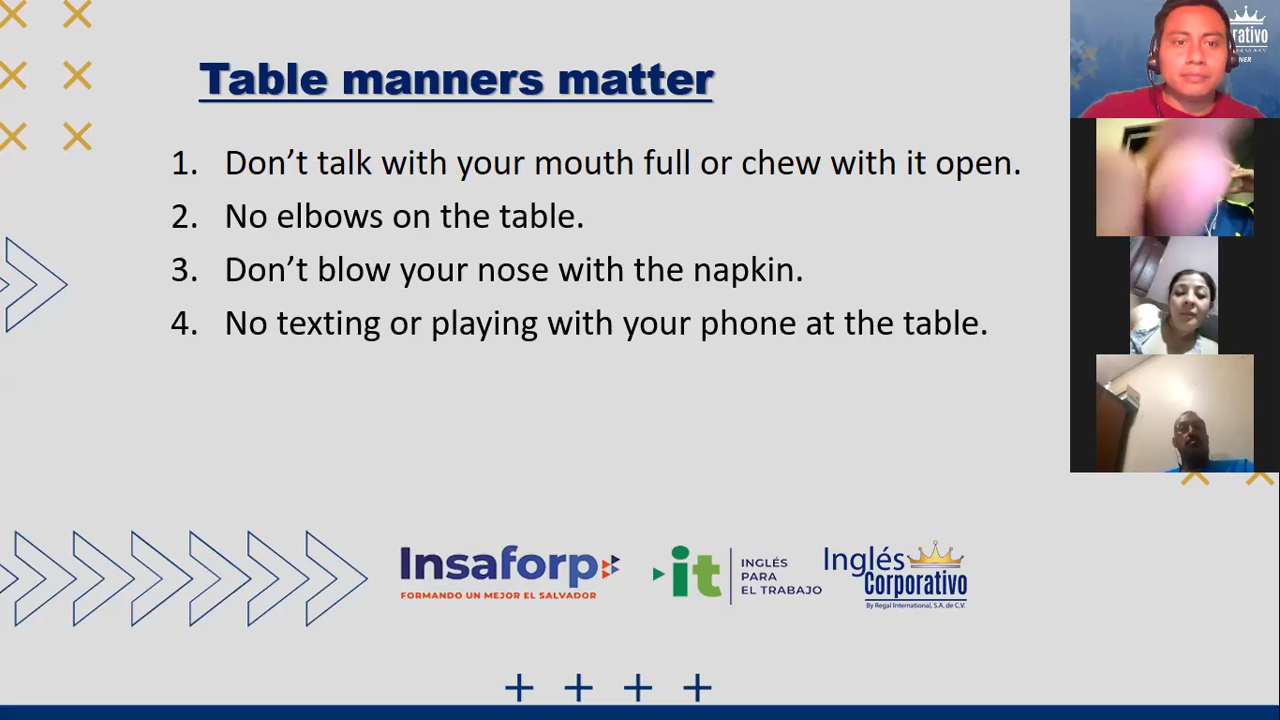 Table manners matter
1. Don’t talk with your mouth full or chew with it open.
2. No elbows on the table.
3. Don’t blow your nose with the napkin.
4. No texting or playing with your phone at the table.
rativo
NER
Insaforp
FORMANDO UN MEJOR EL SALVADOR
it
INGLÉS
PARA
EL TRABAJO
Inglés
Corporativo
By Regal International, S.A. de C.V.